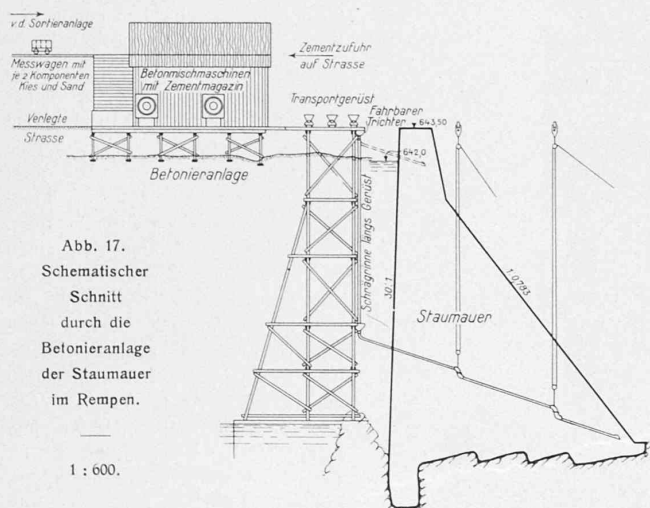 v. d. Sortieranlage
Messwagen mit
je 2 Komponenten
Kies und Sand
Betonmischmaschinen
mit Zementmagazin
Zementzufuhr
auf Strasse
Transportgerüst
Fahrbarer
Trichter
643,50
642,0
Verlegte
Strasse
Betonieranlage
Schrägrinne längs Gerüst
30:1
Staumauer
1:0,783
Abb. 17.
Schematischer
Schnitt
durch die
Betonieranlage
der Staumauer
im Rempen.
1 : 600.